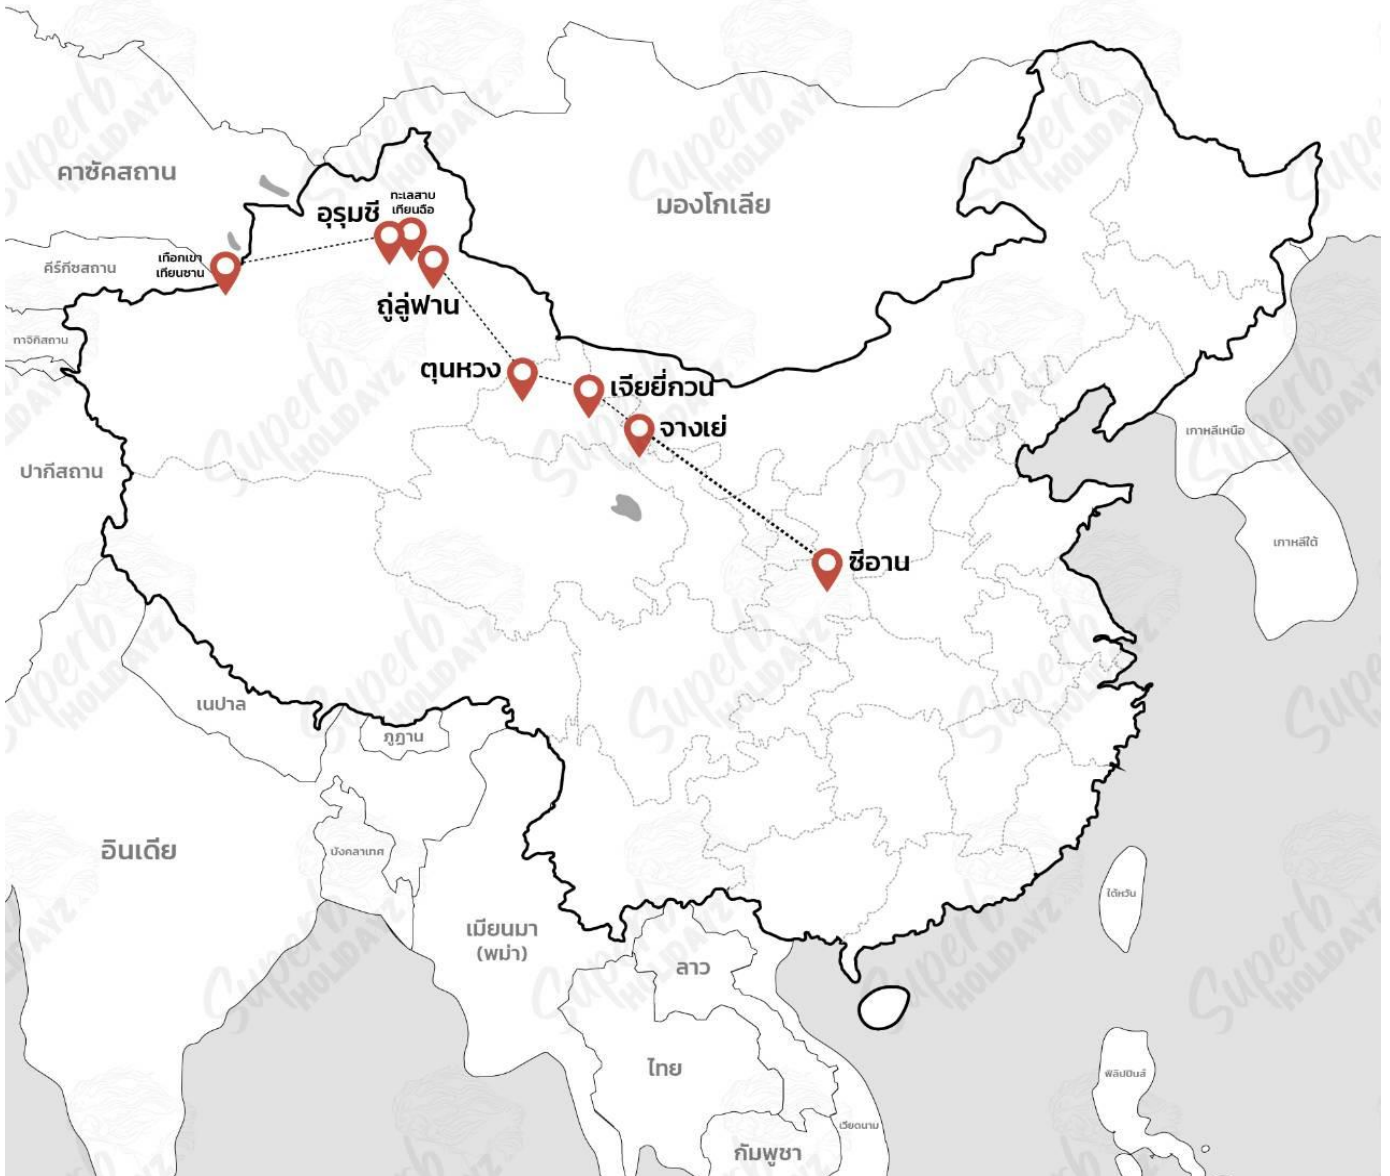 คาซัคสถาน
มองโกเลีย
ทะเลสาบ
เทียนฉือ
อุรุมชี
เทือกเขา
เทียนซาน
คีร์กีซสถาน
ถู่ลู่ฟาน
ทาจิกิสถาน
ตุนหวง
เจียยี่กวน
จางเย่
เกาหลีเหนือ
ปากีสถาน
เกาหลีใต้
ซีอาน
เนปาล
ภูฏาน
อินเดีย
บังคลาเทศ
ไต้หวัน
เมียนมา
(พม่า)
ลาว
ไทย
ฟิลิปปินส์
เวียดนาม
กัมพูชา
Superb
HOLIDAYZ